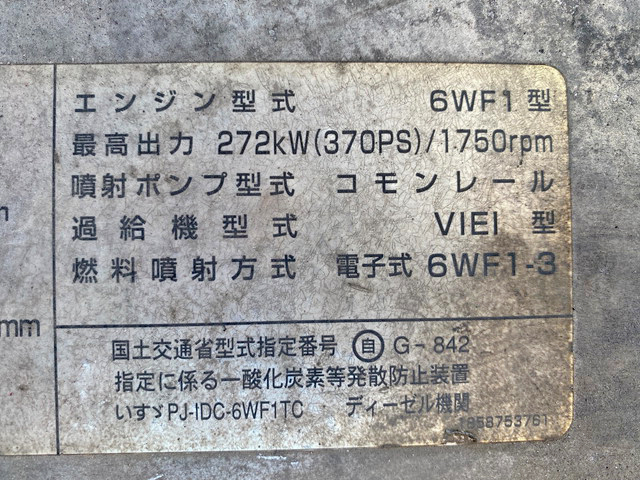 エンジン型式 6WF1型
最高出力 272kW(370PS)/1750rpm
噴射ポンプ型式 コモンレール
過給機型式 VIEI 型
燃料噴射方式 電子式 6WF1-3
mm
国土交通省型式指定番号 自 G-842
指定に係る一酸化炭素等発散防止装置
いすゞPJ-IDC-6WF1TC ディーゼル機関